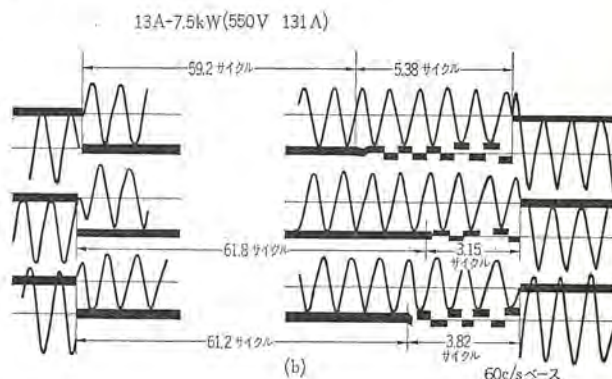 13A-7.5kW(550V 131A)
59.2 サイクル
5.38 サイクル
61.8 サイクル
3.15
サイクル
61.2 サイクル
3.82
サイクル
(b)
60c/sベース